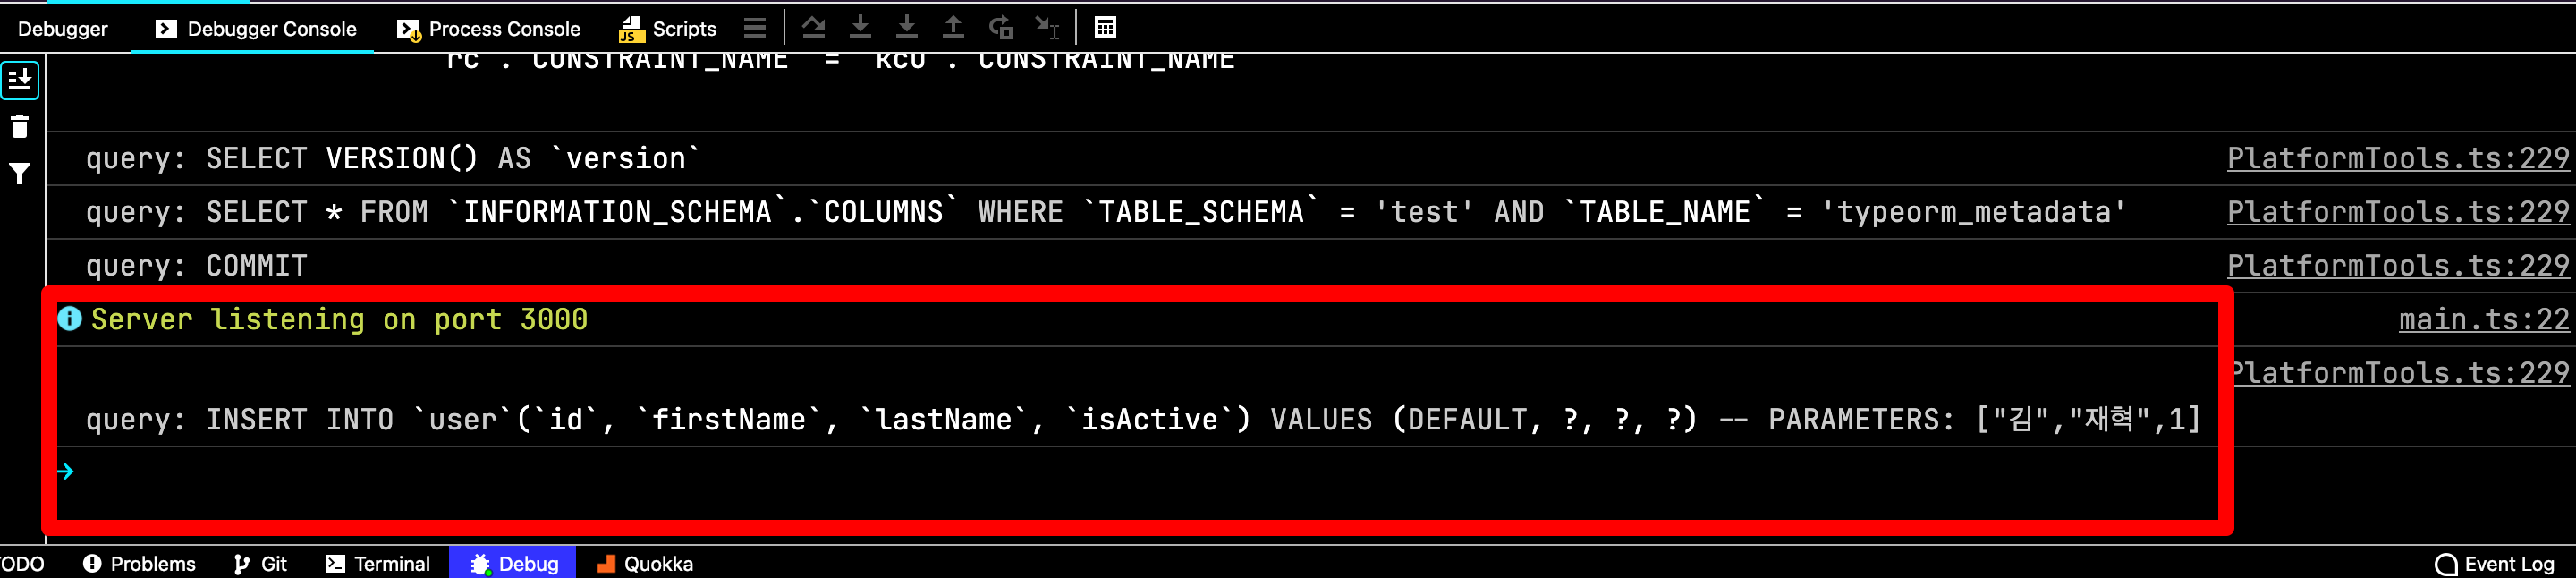 Debugger Debugger Console Process Console JS Scripts
rc`.`CONSTRAINT_NAME` = `kcu`.`CONSTRAINT_NAME`
query: SELECT VERSION() AS `version` PlatformTools.ts:229
query: SELECT * FROM `INFORMATION_SCHEMA`.`COLUMNS` WHERE `TABLE_SCHEMA` = 'test' AND `TABLE_NAME` = 'typeorm_metadata' PlatformTools.ts:229
query: COMMIT PlatformTools.ts:229
Server listening on port 3000 main.ts:22
PlatformTools.ts:229
query: INSERT INTO `user`(`id`, `firstName`, `lastName`, `isActive`) VALUES (DEFAULT, ?, ?, ?) -- PARAMETERS: ["김","재혁",1]
ODO Problems Git Terminal Debug Quokka Event Log